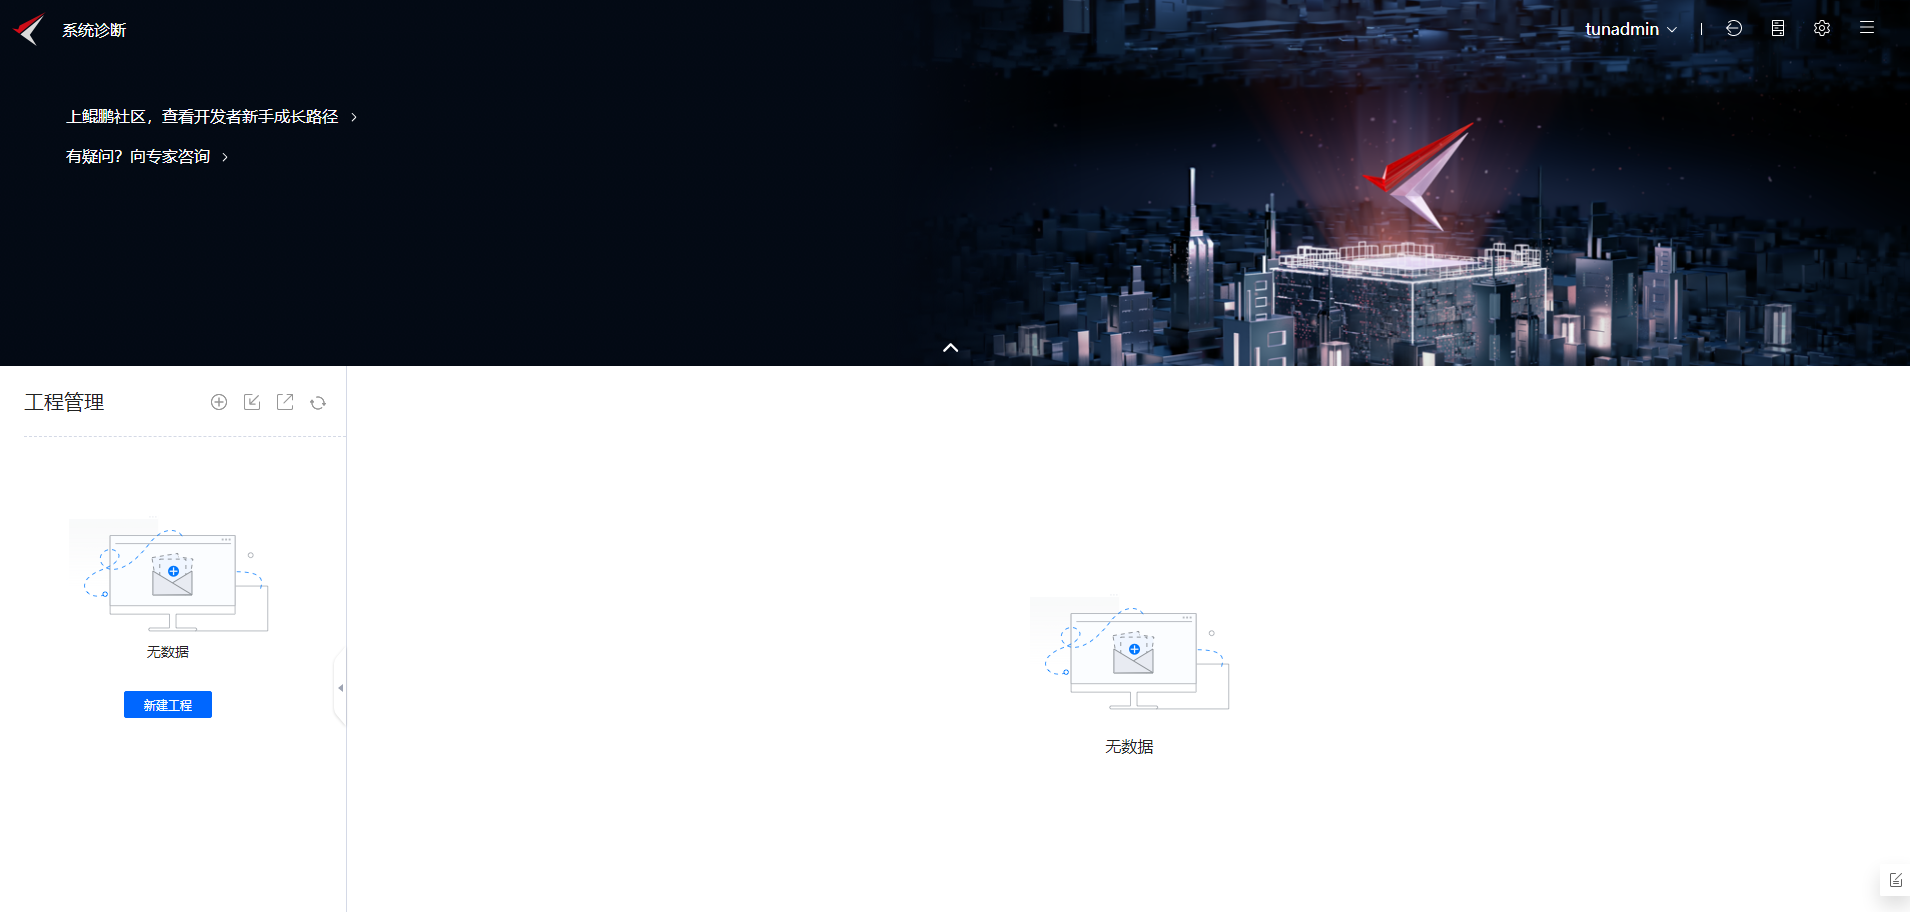 系统诊断
tunadmin
上鲲鹏社区，查看开发者新手成长路径
有疑问？向专家咨询
工程管理
无数据
新建工程
无数据